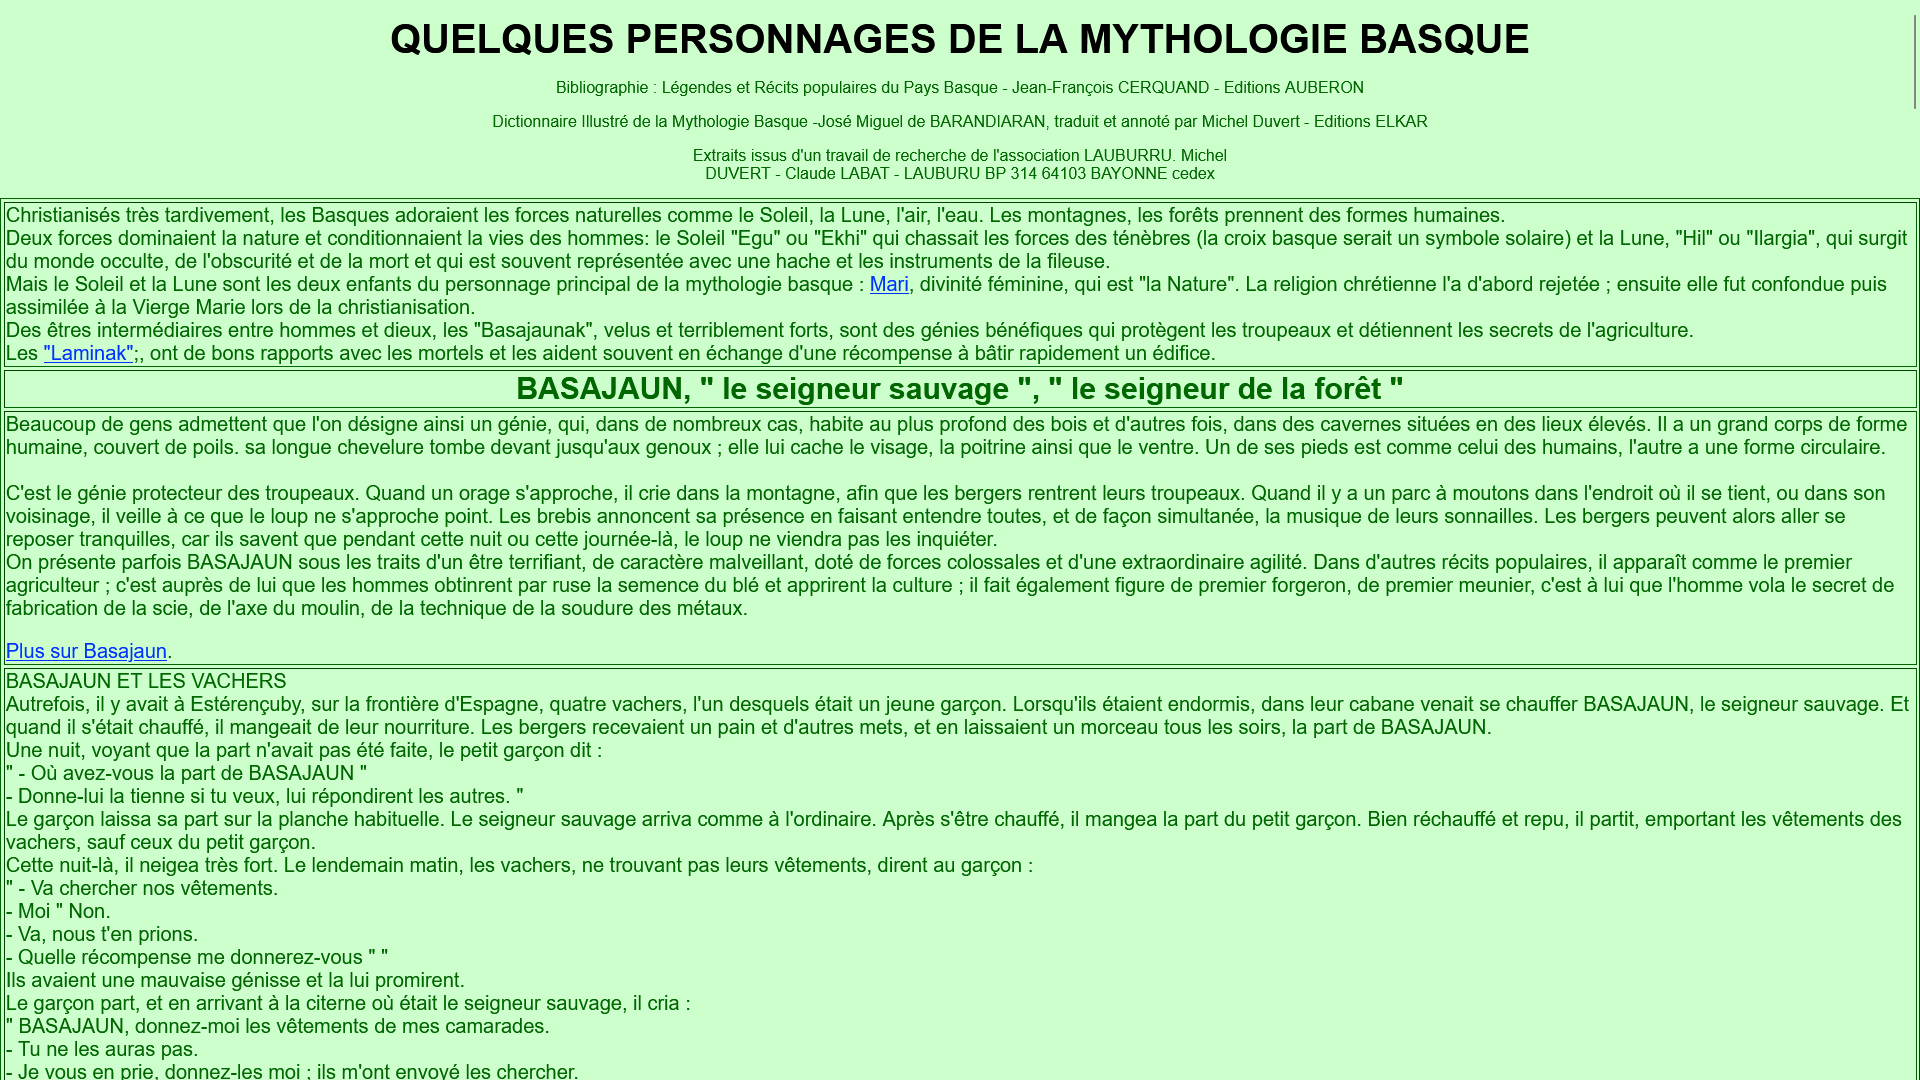 QUELQUES PERSONNAGES DE LA MYTHOLOGIE BASQUE
Bibliographie : Légendes et Récits populaires du Pays Basque - Jean-François CERQUAND - Editions AUBERON
Dictionnaire Illustré de la Mythologie Basque -José Miguel de BARANDIARAN, traduit et annoté par Michel Duvert - Editions ELKAR
Extraits issus d'un travail de recherche de l'association LAUBURRU. Michel
DUVERT - Claude LABAT - LAUBURU BP 314 64103 BAYONNE cedex
Christianisés très tardivement, les Basques adoraient les forces naturelles comme le Soleil, la Lune, l'air, l'eau. Les montagnes, les forêts prennent des formes humaines.
Deux forces dominaient la nature et conditionnaient la vies des hommes: le Soleil "Egu" ou "Ekhi" qui chassait les forces des ténèbres (la croix basque serait un symbole solaire) et la Lune, "Hil" ou "Ilargia", qui surgit
du monde occulte, de l'obscurité et de la mort et qui est souvent représentée avec une hache et les instruments de la fileuse.
Mais le Soleil et la Lune sont les deux enfants du personnage principal de la mythologie basque : Mari, divinité féminine, qui est "la Nature". La religion chrétienne l'a d'abord rejetée ; ensuite elle fut confondue puis
assimilée à la Vierge Marie lors de la christianisation.
Des êtres intermédiaires entre hommes et dieux, les "Basajaunak", velus et terriblement forts, sont des génies bénéfiques qui protègent les troupeaux et détiennent les secrets de l'agriculture.
Les "Laminak";, ont de bons rapports avec les mortels et les aident souvent en échange d'une récompense à bâtir rapidement un édifice.
BASAJAUN, " le seigneur sauvage ", " le seigneur de la forêt "
Beaucoup de gens admettent que l'on désigne ainsi un génie, qui, dans de nombreux cas, habite au plus profond des bois et d'autres fois, dans des cavernes situées en des lieux élevés. Il a un grand corps de forme
humaine, couvert de poils. sa longue chevelure tombe devant jusqu'aux genoux ; elle lui cache le visage, la poitrine ainsi que le ventre. Un de ses pieds est comme celui des humains, l'autre a une forme circulaire.
C'est le génie protecteur des troupeaux. Quand un orage s'approche, il crie dans la montagne, afin que les bergers rentrent leurs troupeaux. Quand il y a un parc à moutons dans l'endroit où il se tient, ou dans son
voisinage, il veille à ce que le loup ne s'approche point. Les brebis annoncent sa présence en faisant entendre toutes, et de façon simultanée, la musique de leurs sonnailles. Les bergers peuvent alors aller se
reposer tranquilles, car ils savent que pendant cette nuit ou cette journée-là, le loup ne viendra pas les inquiéter.
On présente parfois BASAJAUN sous les traits d'un être terrifiant, de caractère malveillant, doté de forces colossales et d'une extraordinaire agilité. Dans d'autres récits populaires, il apparaît comme le premier
agriculteur ; c'est auprès de lui que les hommes obtinrent par ruse la semence du blé et apprirent la culture ; il fait également figure de premier forgeron, de premier meunier, c'est à lui que l'homme vola le secret de
fabrication de la scie, de l'axe du moulin, de la technique de la soudure des métaux.
Plus sur Basajaun.
BASAJAUN ET LES VACHERS
Autrefois, il y avait à Estérençuby, sur la frontière d'Espagne, quatre vachers, l'un desquels était un jeune garçon. Lorsqu'ils étaient endormis, dans leur cabane venait se chauffer BASAJAUN, le seigneur sauvage. Et
quand il s'était chauffé, il mangeait de leur nourriture. Les bergers recevaient un pain et d'autres mets, et en laissaient un morceau tous les soirs, la part de BASAJAUN.
Une nuit, voyant que la part n'avait pas été faite, le petit garçon dit :
" - Où avez-vous la part de BASAJAUN "
- Donne-lui la tienne si tu veux, lui répondirent les autres. "
Le garçon laissa sa part sur la planche habituelle. Le seigneur sauvage arriva comme à l'ordinaire. Après s'être chauffé, il mangea la part du petit garçon. Bien réchauffé et repu, il partit, emportant les vêtements des
vachers, sauf ceux du petit garçon.
Cette nuit-là, il neigea très fort. Le lendemain matin, les vachers, ne trouvant pas leurs vêtements, dirent au garçon :
" - Va chercher nos vêtements.
- Moi " Non.
- Va, nous t'en prions.
- Quelle récompense me donnerez-vous " "
Ils avaient une mauvaise génisse et la lui promirent.
Le garçon part, et en arrivant à la citerne où était le seigneur sauvage, il cria :
" BASAJAUN, donnez-moi les vêtements de mes camarades.
- Tu ne les auras pas.
- Je vous en prie, donnez-les moi ; ils m'ont envoyé les chercher.